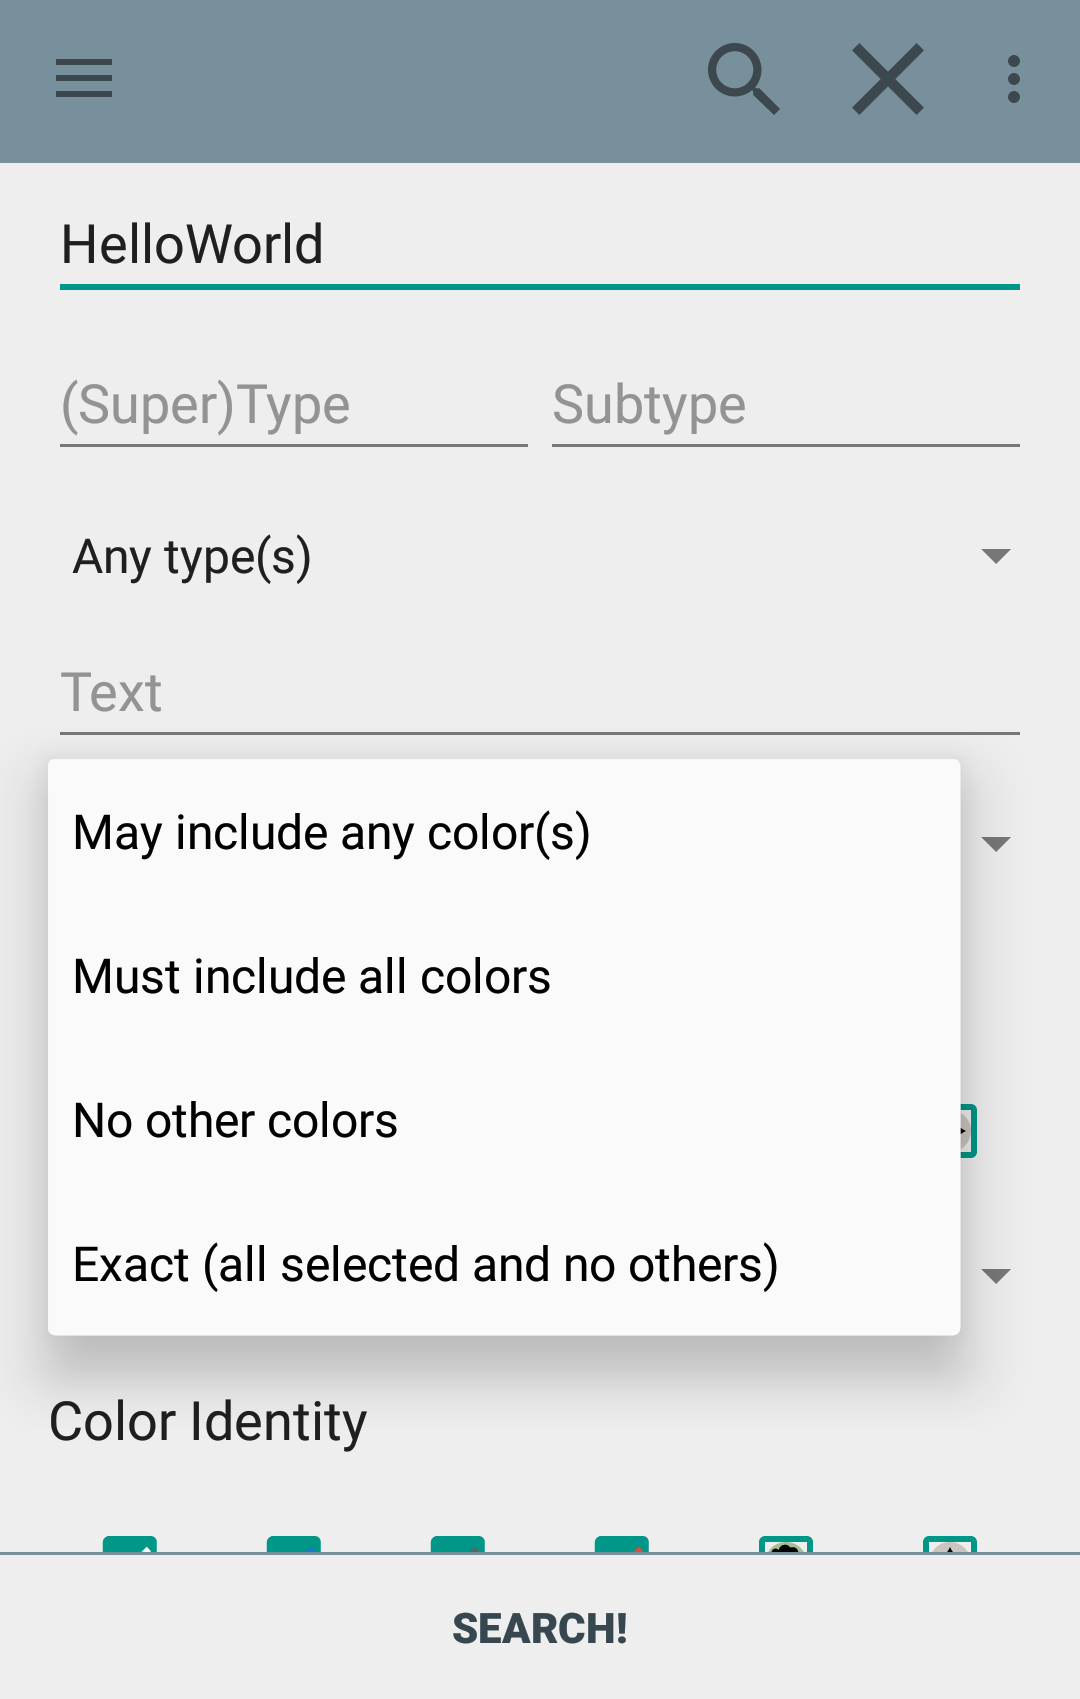 HelloWorld
(Super)Type Subtype
Any type(s)
Text
May include any color(s)
Must include all colors
No other colors
Exact (all selected and no others)
Color Identity
SEARCH!